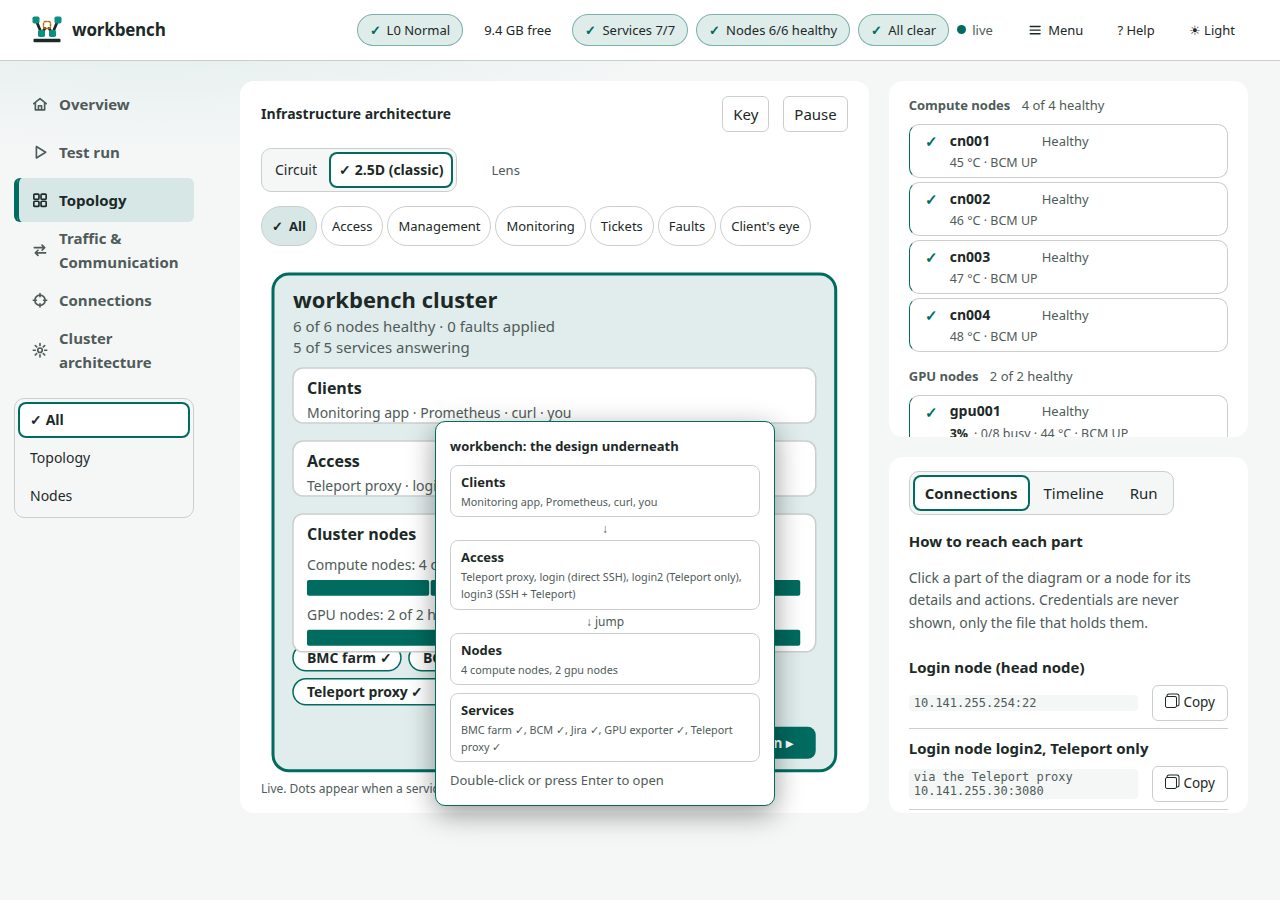 workbench
✓ L0 Normal
9.4 GB free
✓ Services 7/7
✓ Nodes 6/6 healthy
✓ All clear
live
Menu
? Help
☀ Light
Overview
Test run
Topology
Traffic &
Communication
Connections
Cluster
architecture
✓ All
Topology
Nodes
Infrastructure architecture
Key
Pause
Circuit
✓ 2.5D (classic)
Lens
✓ All
Access
Management
Monitoring
Tickets
Faults
Client's eye
workbench cluster
6 of 6 nodes healthy · 0 faults applied
5 of 5 services answering
Clients
Monitoring app · Prometheus · curl · you
Access
Teleport proxy · logi
Cluster nodes
Compute nodes: 4 o
GPU nodes: 2 of 2 h
BMC farm ✓
Teleport proxy ✓
Live. Dots appear when a servic
workbench: the design underneath
Clients
Monitoring app, Prometheus, curl, you
↓
Access
Teleport proxy, login (direct SSH), login2 (Teleport only),
login3 (SSH + Teleport)
↓ jump
Nodes
4 compute nodes, 2 gpu nodes
Services
BMC farm ✓, BCM ✓, Jira ✓, GPU exporter ✓, Teleport
proxy ✓
Double-click or press Enter to open
Compute nodes 4 of 4 healthy
✓ cn001 Healthy
45 °C · BCM UP
✓ cn002 Healthy
46 °C · BCM UP
✓ cn003 Healthy
47 °C · BCM UP
✓ cn004 Healthy
48 °C · BCM UP
GPU nodes 2 of 2 healthy
✓ gpu001 Healthy
3% · 0/8 busy · 44 °C · BCM UP
Connections
Timeline
Run
How to reach each part
Click a part of the diagram or a node for its
details and actions. Credentials are never
shown, only the file that holds them.
Login node (head node)
10.141.255.254:22
Copy
Login node login2, Teleport only
via the Teleport proxy
10.141.255.30:3080
Copy